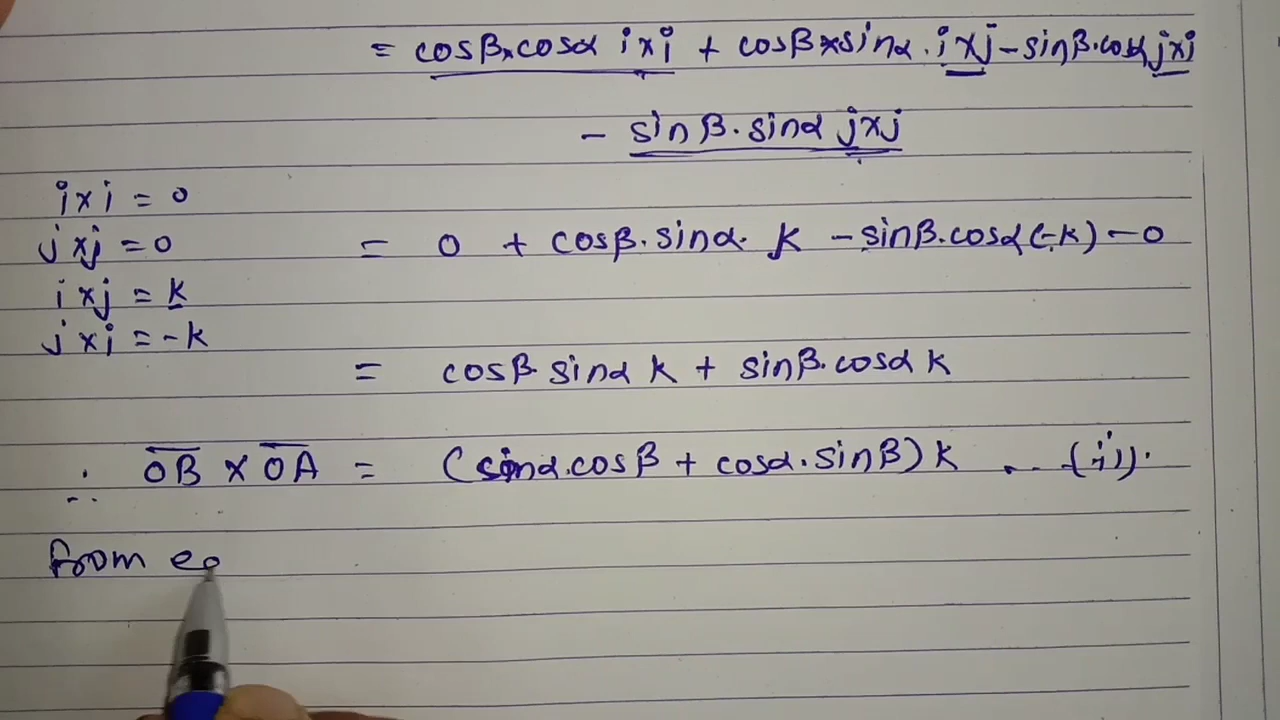 = cosβ×cosα i×i + cosβ×sinα . i×j - sinβ.cosα j×i
- sinβ. sinα j×j
i×i = 0
j×j = 0 = 0 + cosβ. sinα. k - sinβ.cosα(-k) - 0
i×j = k
j×i = -k
= cosβ sinα k + sinβ.cosα k
∴ OB × OA = (sinα.cosβ + cosα.sinβ) k ... (ii).
from eq